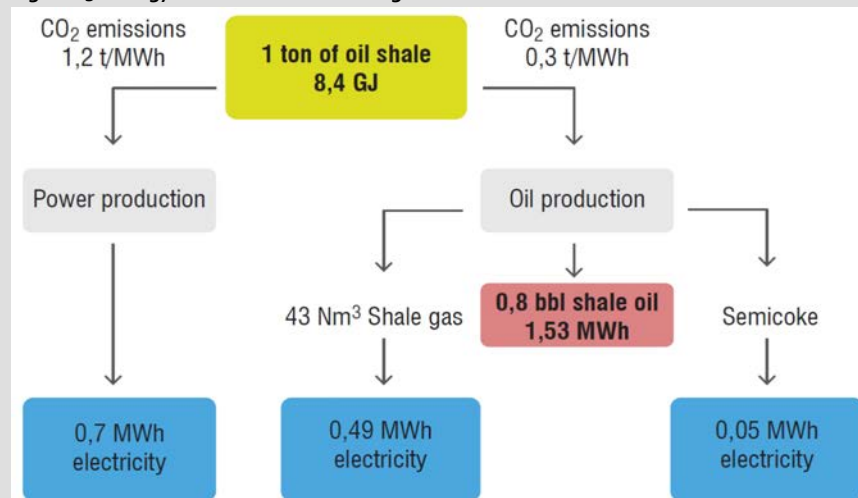 CO₂ emissions
1,2 t/MWh
1 ton of oil shale
8,4 GJ
CO₂ emissions
0,3 t/MWh
Power production
Oil production
43 Nm³ Shale gas
0,8 bbl shale oil
1,53 MWh
Semicoke
0,7 MWh
electricity
0,49 MWh
electricity
0,05 MWh
electricity